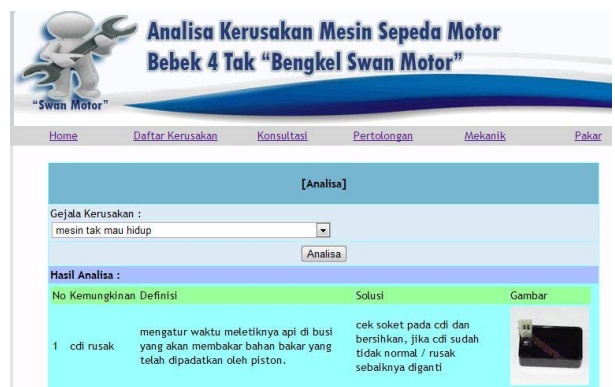 Analisa Kerusakan Mesin Sepeda Motor
Bebek 4 Tak “Bengkel Swan Motor”
“Swan Motor”
Home Daftar Kerusakan Konsultasi Pertolongan Mekanik Pakar
[Analisa]
Gejala Kerusakan :
mesin tak mau hidup
Analisa
Hasil Analisa :
No Kemungkinan Definisi Solusi Gambar
1 cdi rusak
mengatur waktu meletiknya api di busi
yang akan membakar bahan bakar yang
telah dipadatkan oleh piston.
cek soket pada cdi dan
bersihkan, jika cdi sudah
tidak normal / rusak
sebaiknya diganti